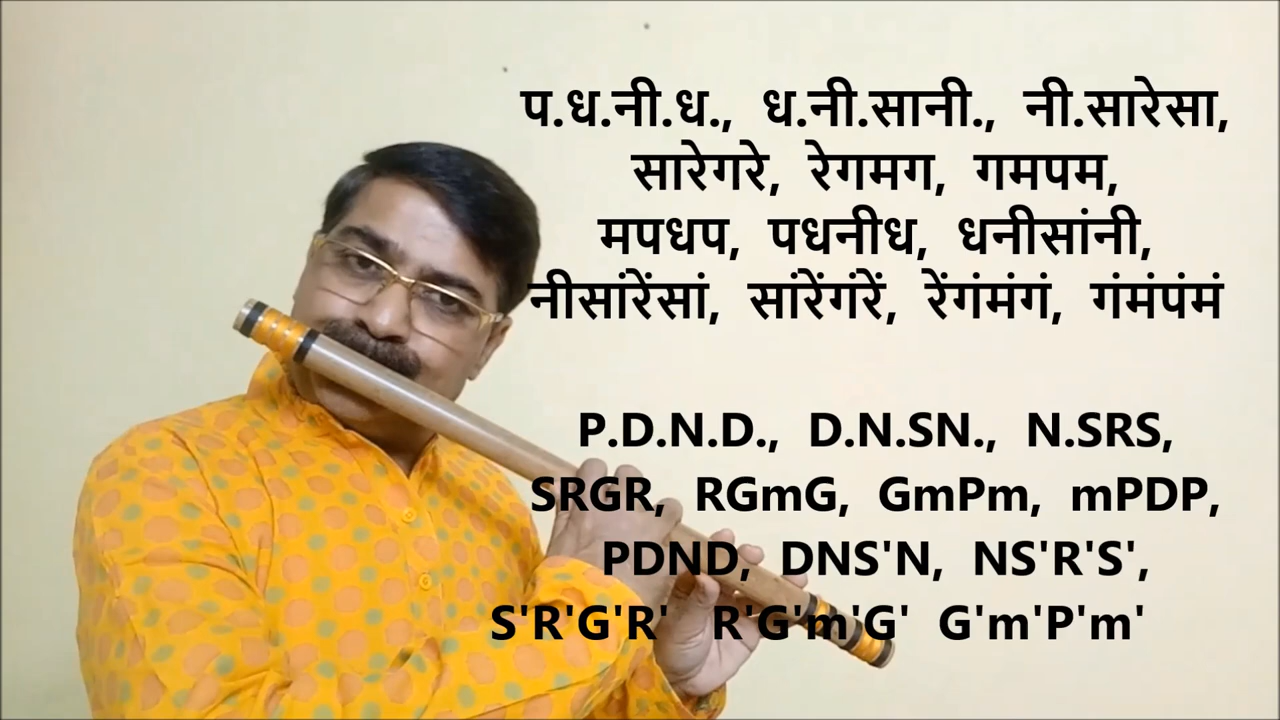 प.ध.नी.ध., ध.नी.सानी., नी.सारेसा,
सारेगरे, रेगमग, गमपम,
मपधप, पधनीध, धनीसांनी,
नीसांरेंसां, सांरेंगंरें, रेंगंमंगं, गंमंपंमं
P.D.N.D., D.N.SN., N.SRS,
SRGR, RGmG, GmPm, mPDP,
PDND, DNS'N, NS'R'S',
S'R'G'R' R'G'm'G' G'm'P'm'